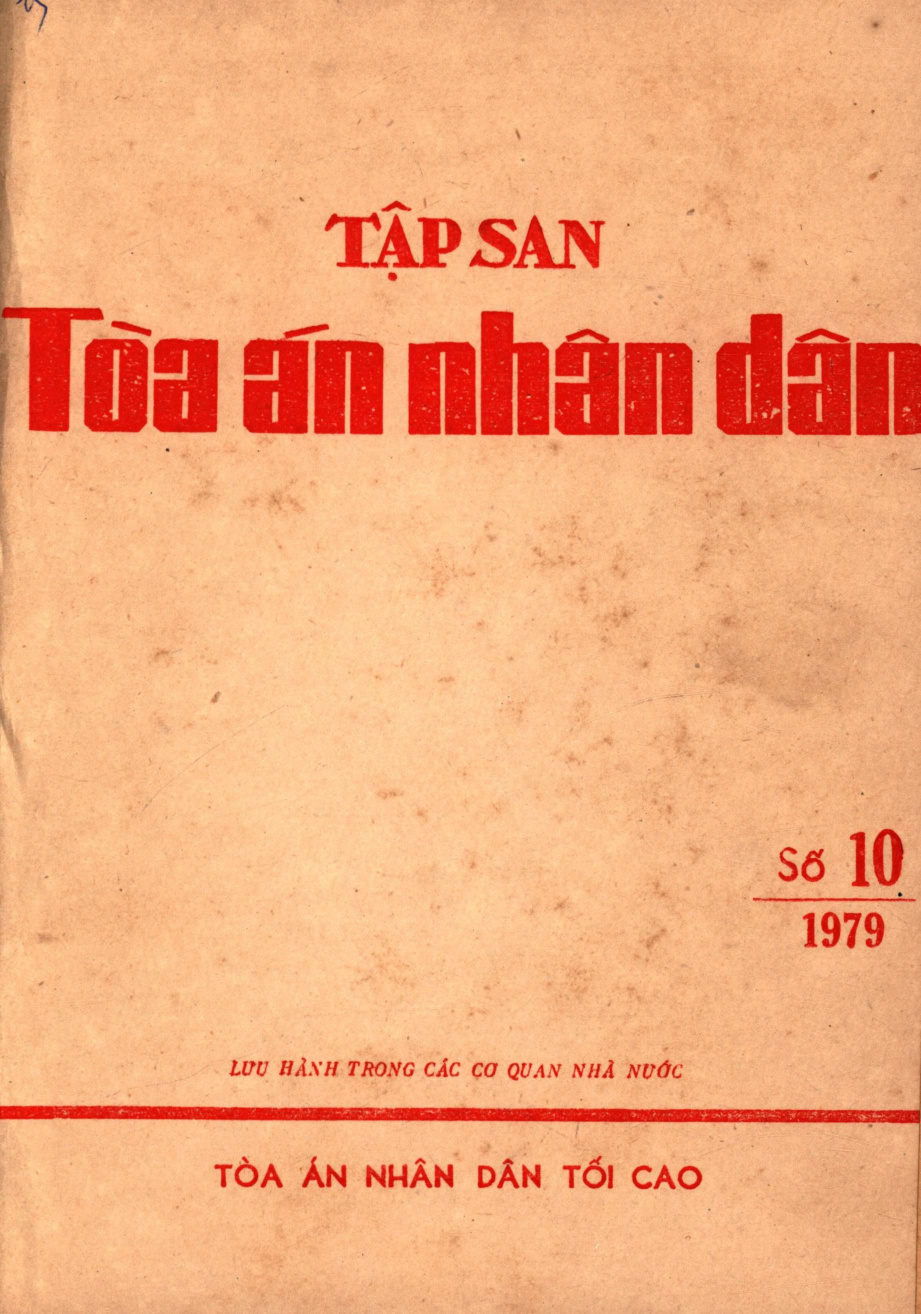 TẬP SAN
Tòa án nhân dân
Số 10
1979
LƯU HÀNH TRONG CÁC CƠ QUAN NHÀ NƯỚC
TÒA ÁN NHÂN DÂN TỐI CAO